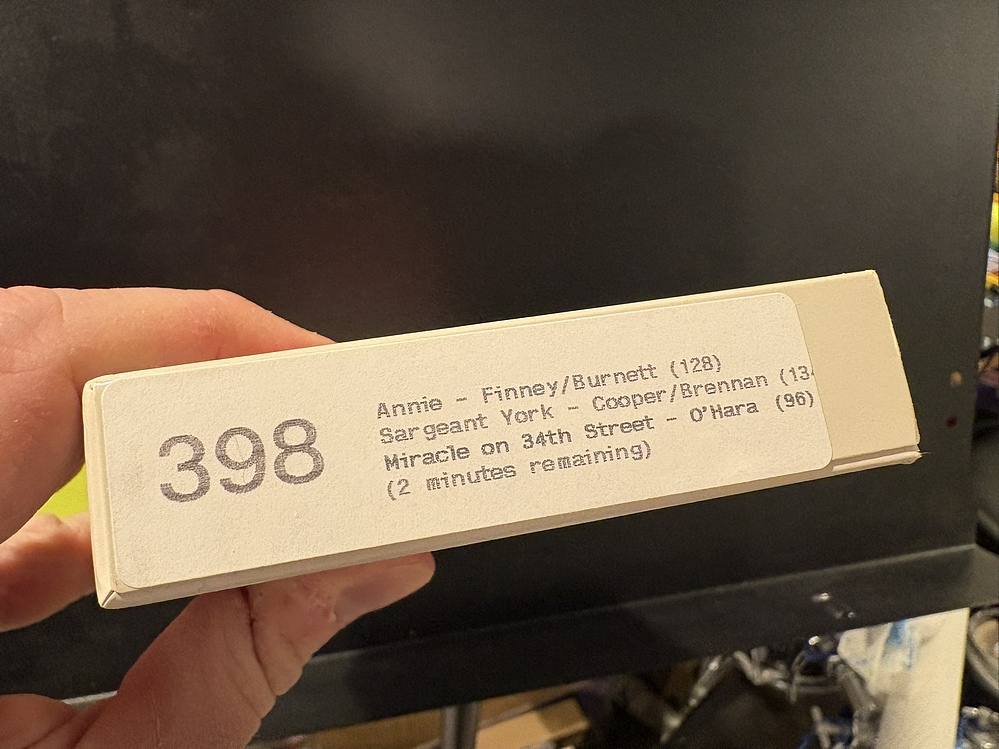 398
Annie - Finney/Burnett (128)
Sargeant York - Cooper/Brennan (13
Miracle on 34th Street - O'Hara (96)
(2 minutes remaining)